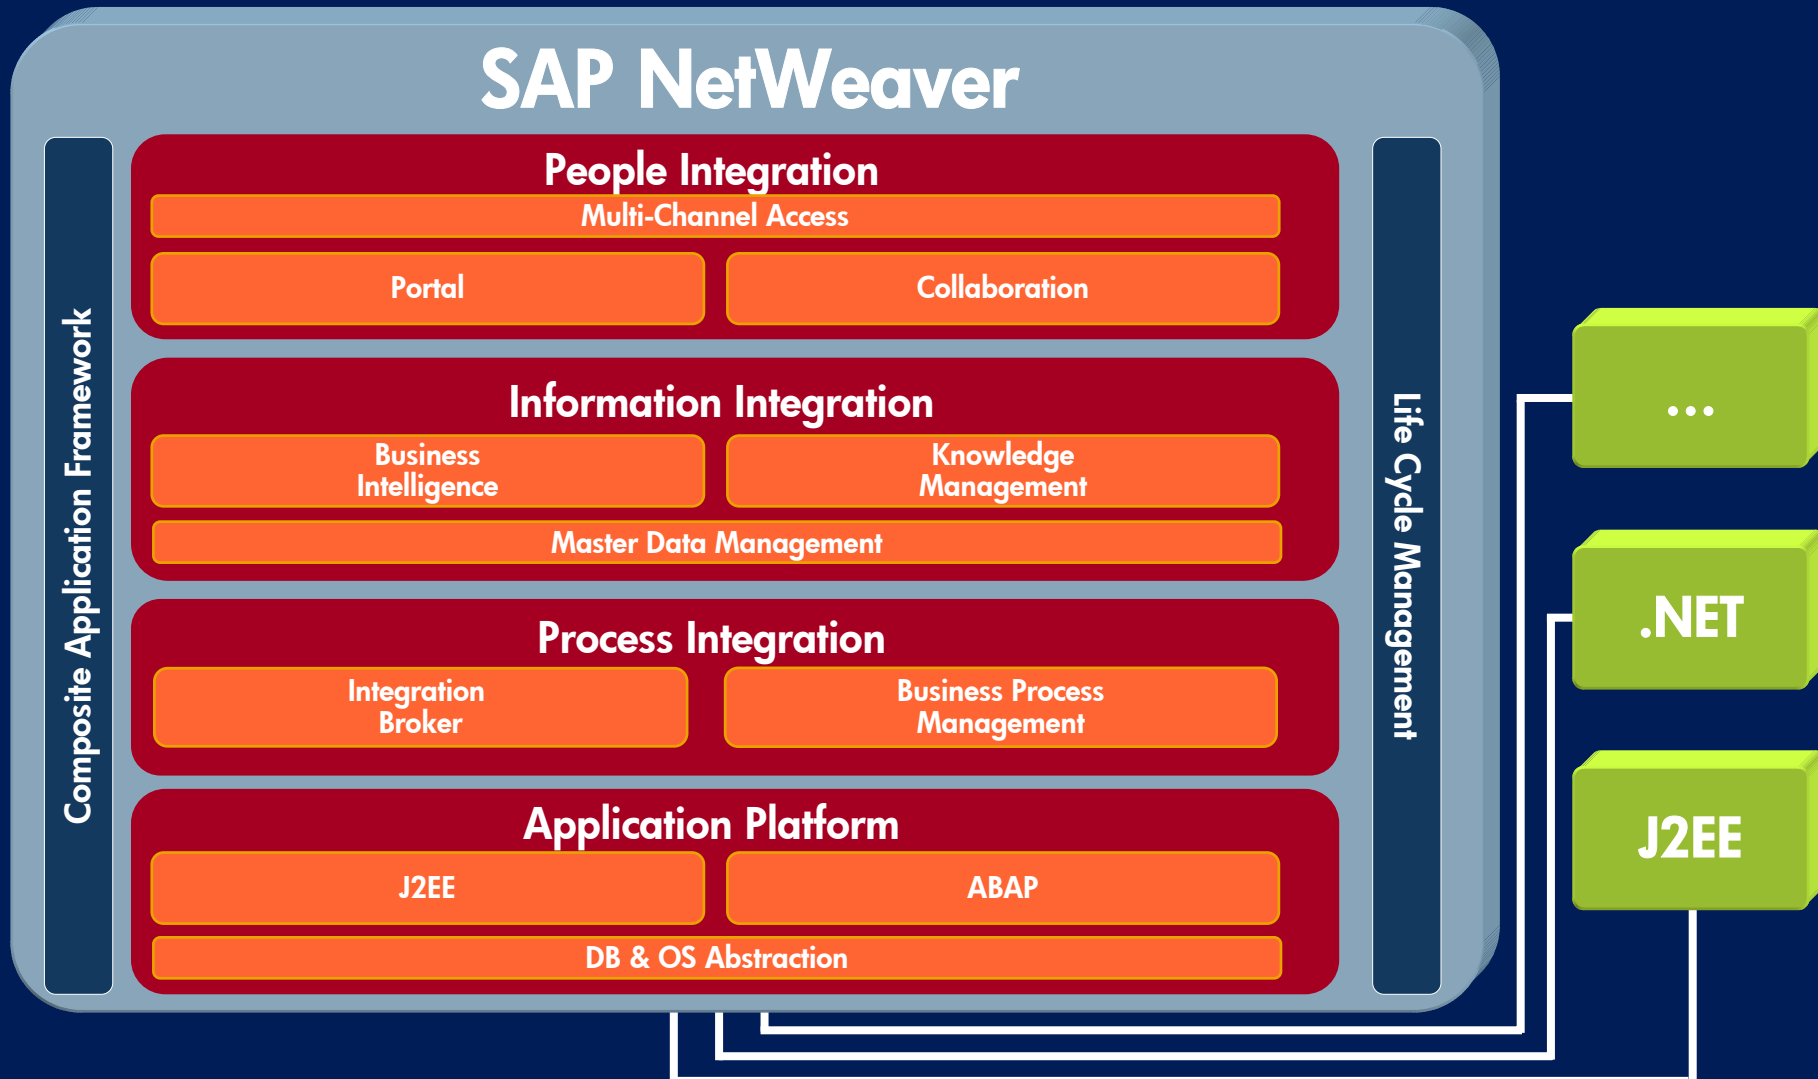 SAP NetWeaver
Composite Application Framework
People Integration
Multi-Channel Access
Portal
Collaboration
Information Integration
Business
Intelligence
Knowledge
Management
Master Data Management
Process Integration
Integration
Broker
Business Process
Management
Application Platform
J2EE
ABAP
DB & OS Abstraction
Life Cycle Management
...
.NET
J2EE